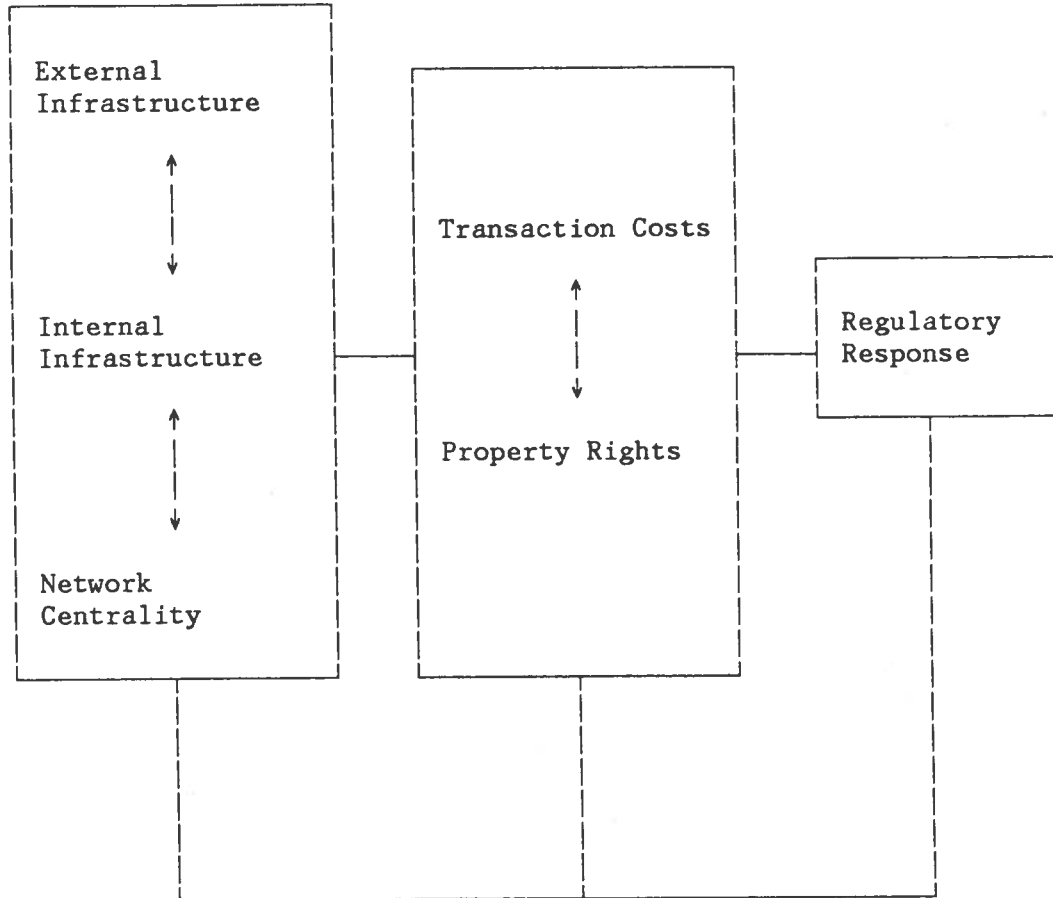 External
Infrastructure
Internal
Infrastructure
Network
Centrality
Transaction Costs
Property Rights
Regulatory
Response